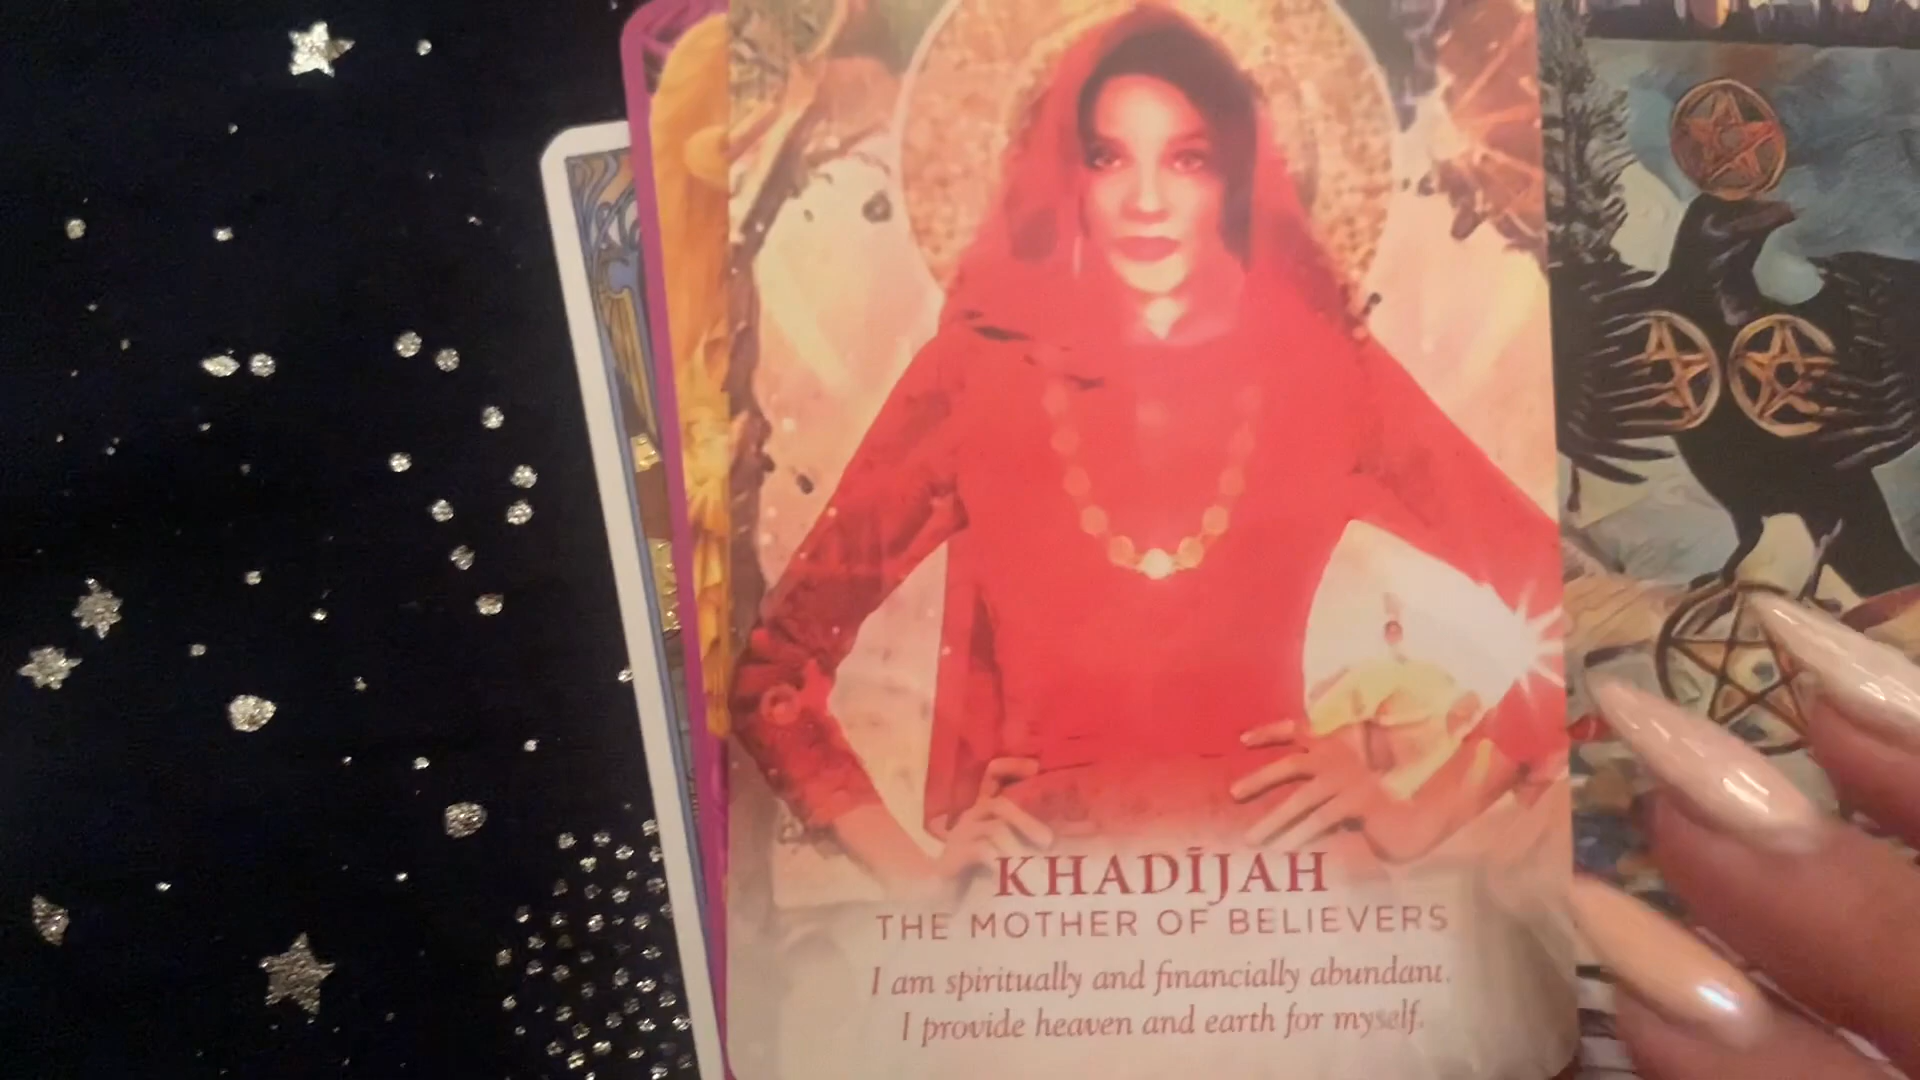 KHADĪJAH
THE MOTHER OF BELIEVERS
I am spiritually and financially abundant.
I provide heaven and earth for myself.